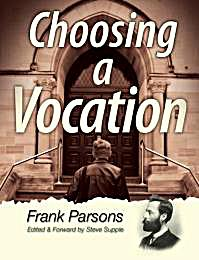 Choosing
a
Vocation
Frank Parsons
Edited & Forward by Steve Supple